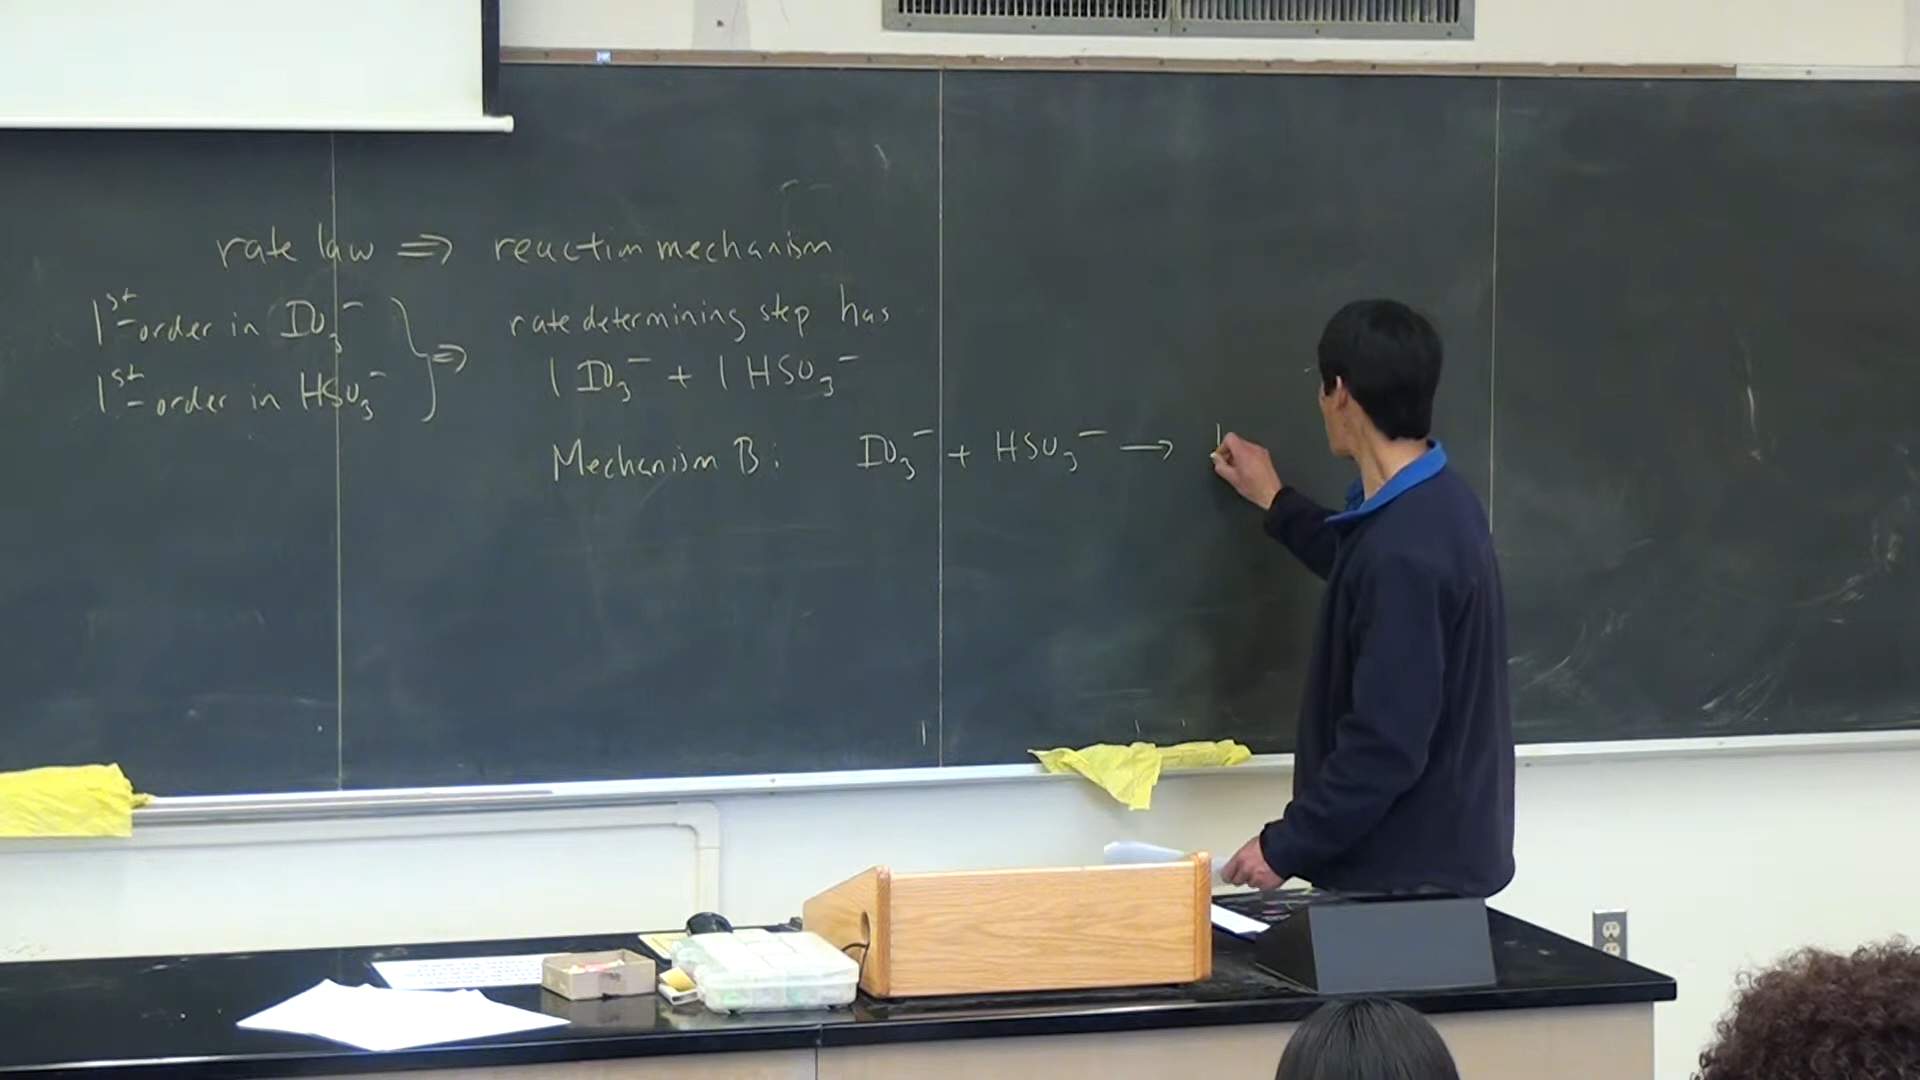 rate law ⇒ reaction mechanism
1st-order in IO3-
1st-order in HSO3-
⇒ rate determining step has
1 IO3- + 1 HSO3-
Mechanism B: IO3- + HSO3- →